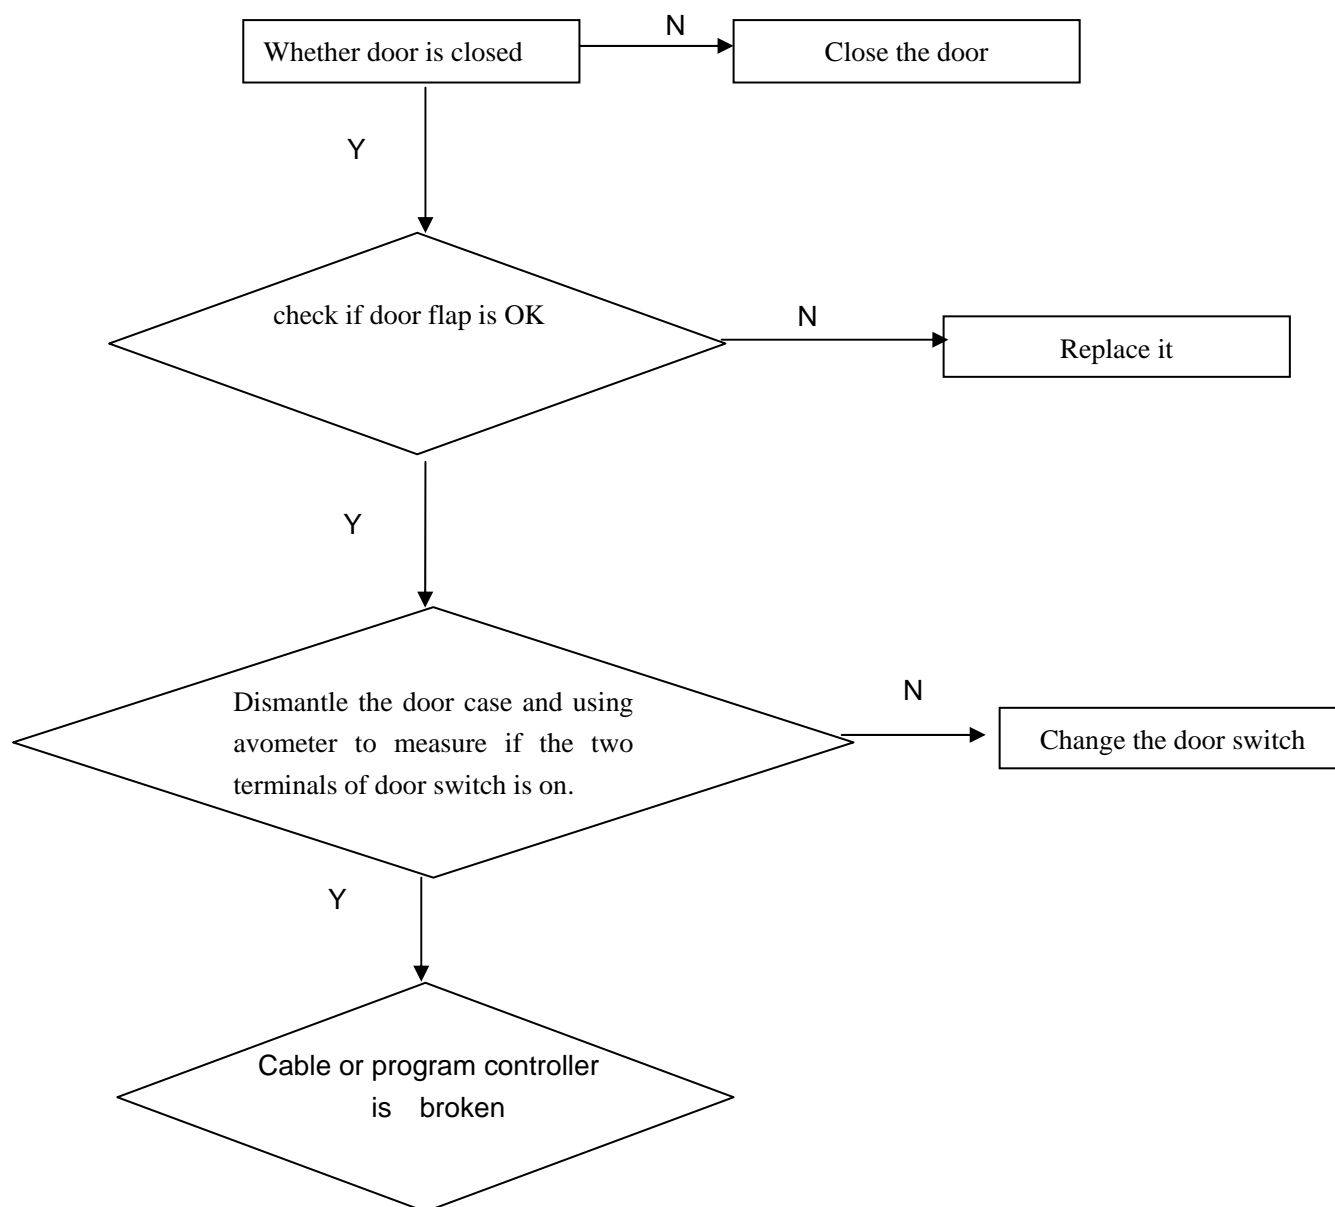 Whether door is closed
N
Close the door
Y
check if door flap is OK
N
Replace it
Y
Dismantle the door case and using
avometer to measure if the two
terminals of door switch is on.
N
Change the door switch
Y
Cable or program controller
is broken